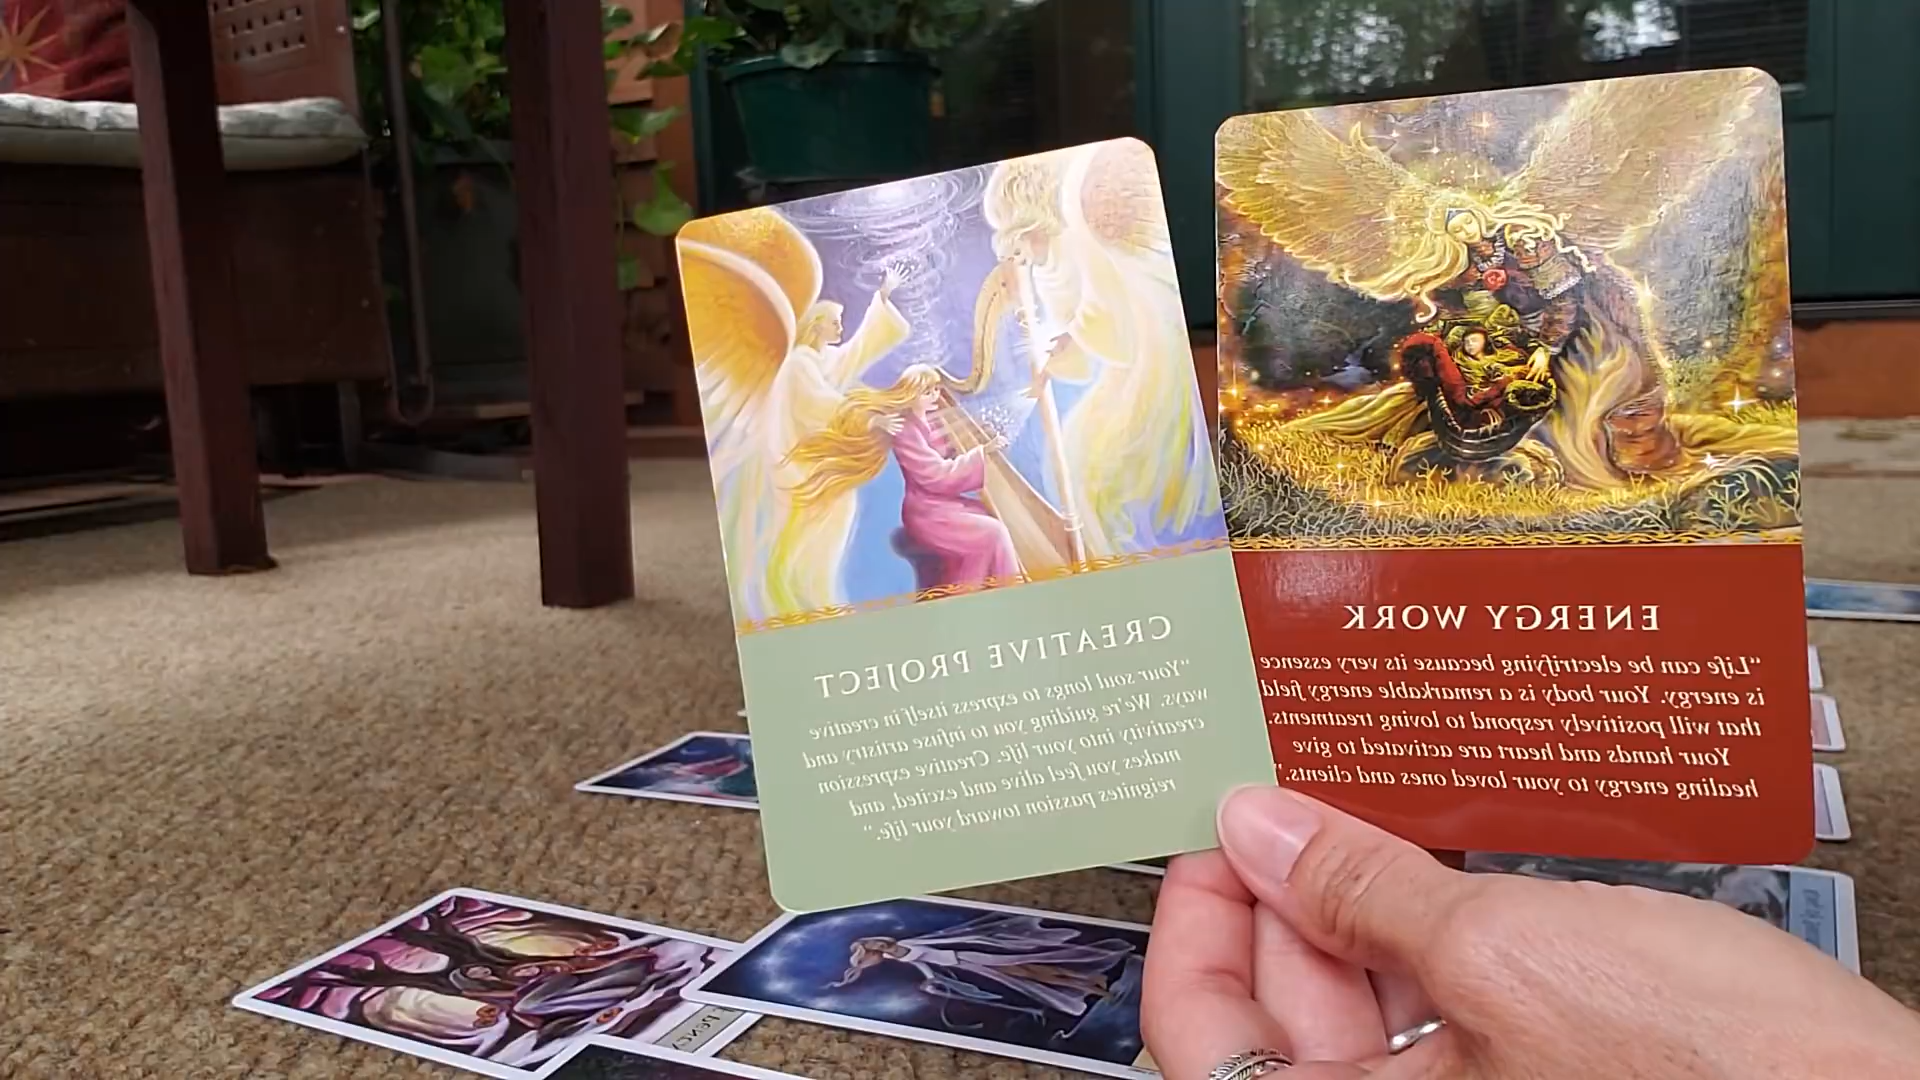 CREATIVE PROJECT
"Your soul longs to express itself in creative
ways. We're guiding you to infuse artistry and
creativity into your life. Creative expression
makes you feel alive and excited, and
reignites passion toward your life."
ENERGY WORK
"Life can be electrifying because its very essence
is energy. Your body is a remarkable energy field
that will positively respond to loving treatments.
Your hands and heart are activated to give
healing energy to your loved ones and clients."